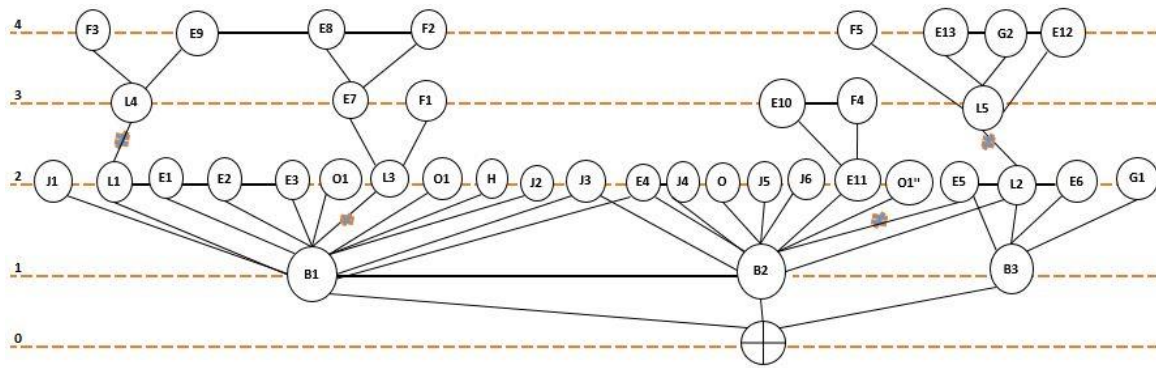 4 F3 E9 E8 F2 F5 E13 G2 E12
3 L4 E7 F1 E10 F4 L5
2 J1 L1 E1 E2 E3 O1 L3 O1 H J2 J3 E4 J4 O J5 J6 E11 O1" E5 L2 E6 G1
1 B1 B2 B3
0